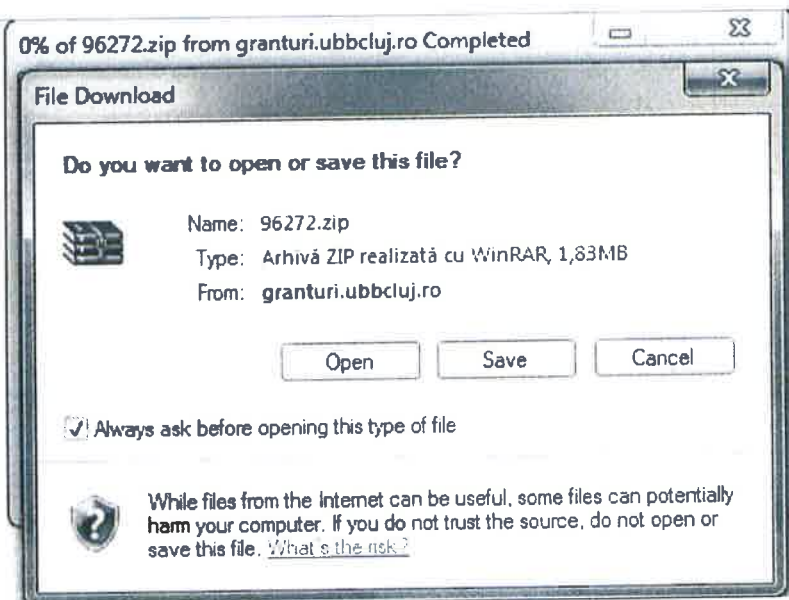 0% of 96272.zip from granturi.ubbcluj.ro Completed
File Download
Do you want to open or save this file?
Name: 96272.zip
Type: Arhivă ZIP realizată cu WinRAR, 1,83MB
From: granturi.ubbcluj.ro
Open Save Cancel
Always ask before opening this type of file
While files from the Internet can be useful, some files can potentially
harm your computer. If you do not trust the source, do not open or
save this file. What's the risk?